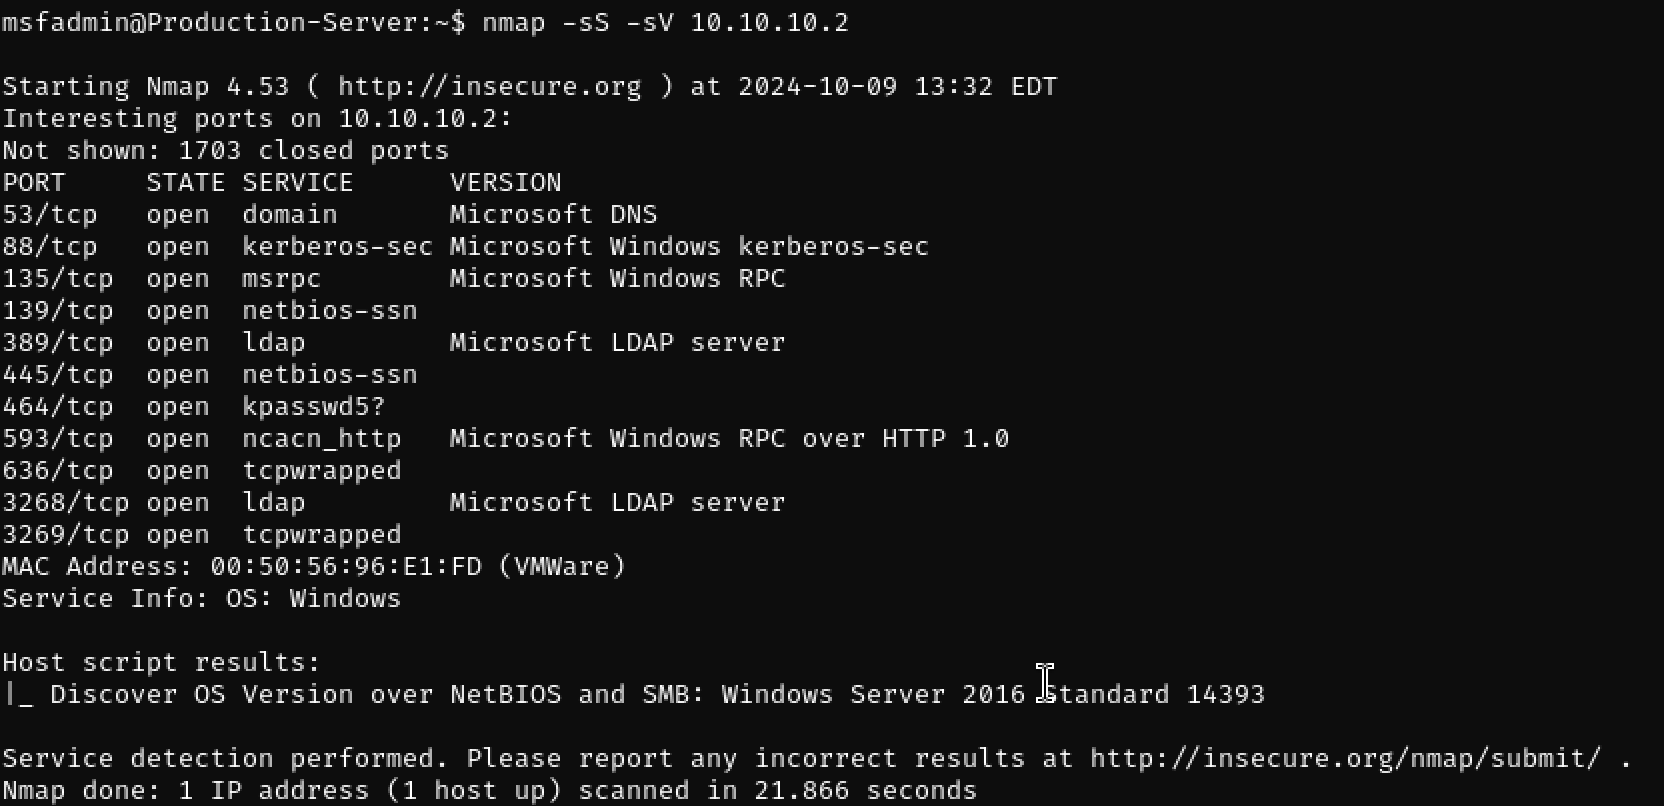 msfadmin@Production-Server:~$ nmap -sS -sV 10.10.10.2
Starting Nmap 4.53 ( http://insecure.org ) at 2024-10-09 13:32 EDT
Interesting ports on 10.10.10.2:
Not shown: 1703 closed ports
PORT     STATE SERVICE      VERSION
53/tcp   open  domain       Microsoft DNS
88/tcp   open  kerberos-sec Microsoft Windows kerberos-sec
135/tcp  open  msrpc        Microsoft Windows RPC
139/tcp  open  netbios-ssn
389/tcp  open  ldap         Microsoft LDAP server
445/tcp  open  netbios-ssn
464/tcp  open  kpasswd5?
593/tcp  open  ncacn_http   Microsoft Windows RPC over HTTP 1.0
636/tcp  open  tcpwrapped
3268/tcp open  ldap         Microsoft LDAP server
3269/tcp open  tcpwrapped
MAC Address: 00:50:56:96:E1:FD (VMWare)
Service Info: OS: Windows
Host script results:
|_ Discover OS Version over NetBIOS and SMB: Windows Server 2016 Standard 14393
Service detection performed. Please report any incorrect results at http://insecure.org/nmap/submit/ .
Nmap done: 1 IP address (1 host up) scanned in 21.866 seconds